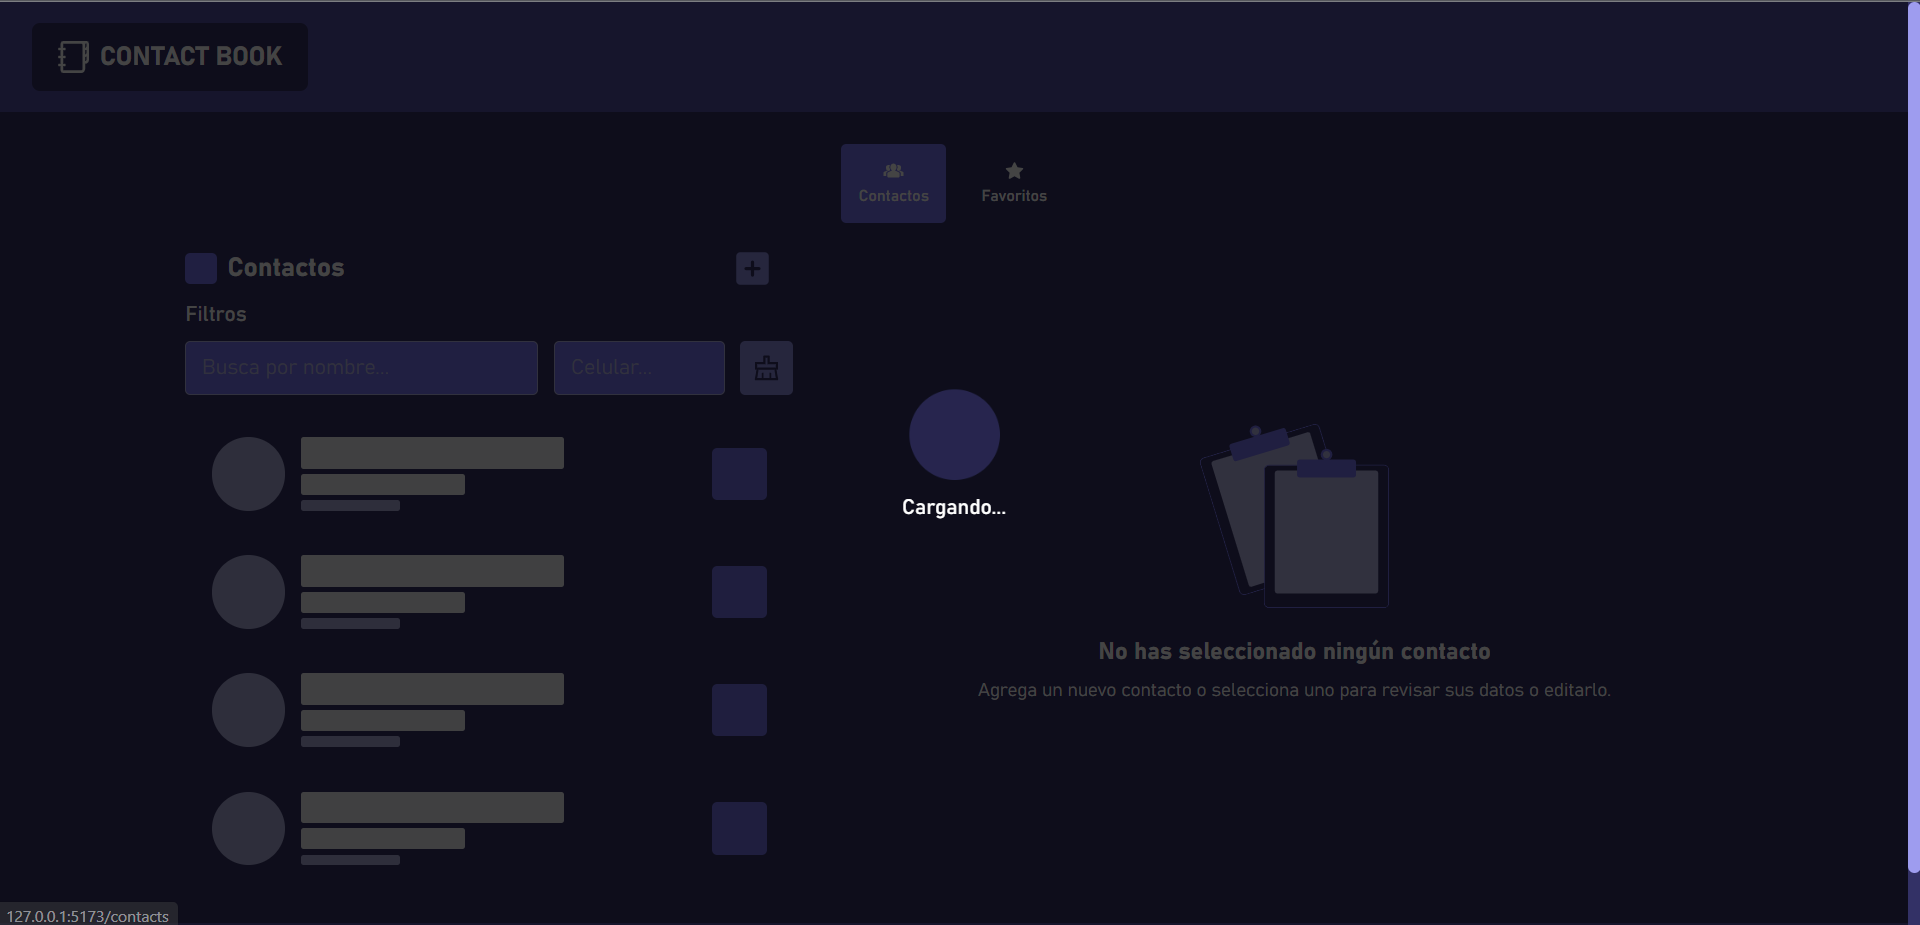 CONTACT BOOK
Contactos
Favoritos
Contactos
Filtros
Busca por nombre...
Celular...
Cargando...
No has seleccionado ningún contacto
Agrega un nuevo contacto o selecciona uno para revisar sus datos o editarlo.
127.0.0.1:5173/contacts